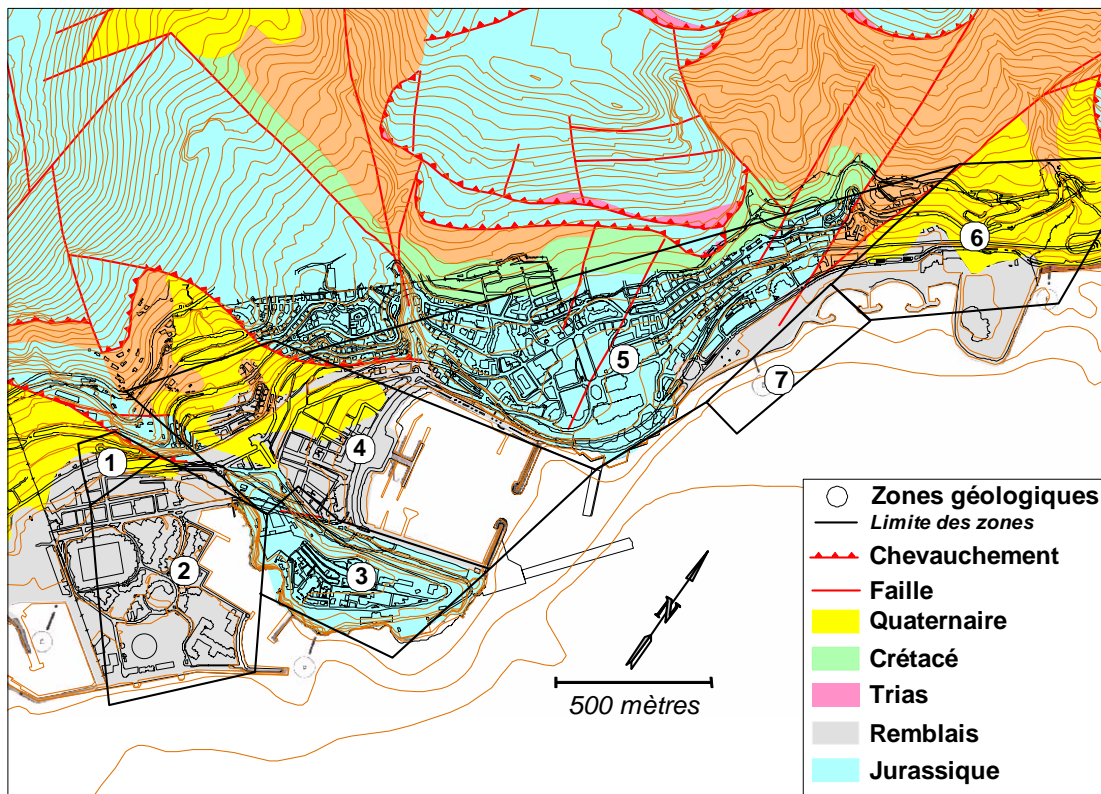 6
5
7
4
1
2
3
N
500 mètres
Zones géologiques
Limite des zones
Chevauchement
Faille
Quaternaire
Crétacé
Trias
Remblais
Jurassique